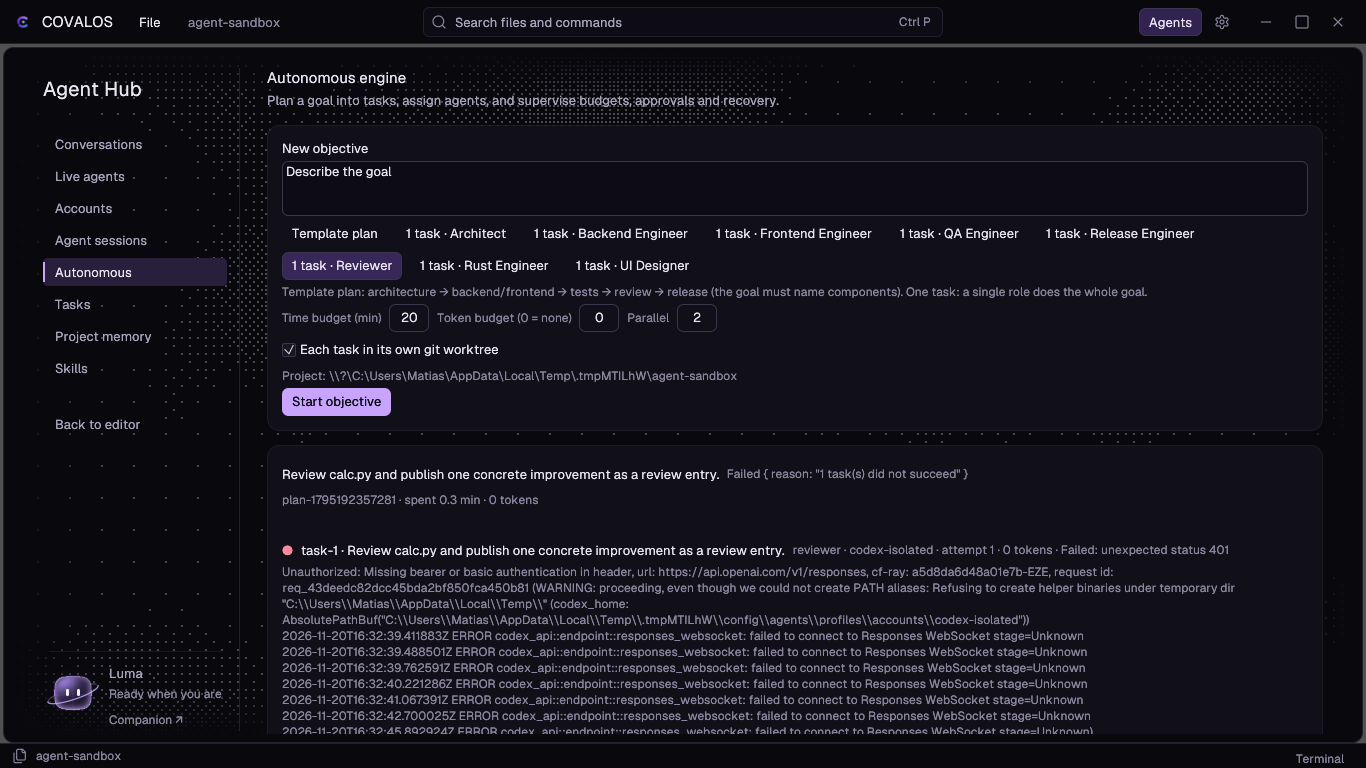 COVALOS File agent-sandbox Search files and commands Ctrl P Agents
Agent Hub
Conversations
Live agents
Accounts
Agent sessions
Autonomous
Tasks
Project memory
Skills
Back to editor
Luma
Ready when you are
Companion ↗
Autonomous engine
Plan a goal into tasks, assign agents, and supervise budgets, approvals and recovery.
New objective
Describe the goal
Template plan 1 task · Architect 1 task · Backend Engineer 1 task · Frontend Engineer 1 task · QA Engineer 1 task · Release Engineer
1 task · Reviewer 1 task · Rust Engineer 1 task · UI Designer
Template plan: architecture → backend/frontend → tests → review → release (the goal must name components). One task: a single role does the whole goal.
Time budget (min) 20 Token budget (0 = none) 0 Parallel 2
Each task in its own git worktree
Project: \\?\C:\Users\Matias\AppData\Local\Temp\.tmpMTILhW\agent-sandbox
Start objective
Review calc.py and publish one concrete improvement as a review entry. Failed { reason: "1 task(s) did not succeed" }
plan-1795192357281 · spent 0.3 min · 0 tokens
task-1 · Review calc.py and publish one concrete improvement as a review entry. reviewer · codex-isolated · attempt 1 · 0 tokens · Failed: unexpected status 401
Unauthorized: Missing bearer or basic authentication in header, url: https://api.openai.com/v1/responses, cf-ray: a5d8da6d48a01e7b-EZE, request id:
req_43deedc82dcc45bda2bf850fca450b81 (WARNING: proceeding, even though we could not create PATH aliases: Refusing to create helper binaries under temporary dir
"C:\\Users\\Matias\\AppData\\Local\\Temp\\" (codex_home:
AbsolutePathBuf("C:\\Users\\Matias\\AppData\\Local\\Temp\\.tmpMTILhW\\config\\agents\\profiles\\accounts\\codex-isolated"))
2026-11-20T16:32:39.411883Z ERROR codex_api::endpoint::responses_websocket: failed to connect to Responses WebSocket stage=Unknown
2026-11-20T16:32:39.488501Z ERROR codex_api::endpoint::responses_websocket: failed to connect to Responses WebSocket stage=Unknown
2026-11-20T16:32:39.762591Z ERROR codex_api::endpoint::responses_websocket: failed to connect to Responses WebSocket stage=Unknown
2026-11-20T16:32:40.221286Z ERROR codex_api::endpoint::responses_websocket: failed to connect to Responses WebSocket stage=Unknown
2026-11-20T16:32:41.067391Z ERROR codex_api::endpoint::responses_websocket: failed to connect to Responses WebSocket stage=Unknown
2026-11-20T16:32:42.700025Z ERROR codex_api::endpoint::responses_websocket: failed to connect to Responses WebSocket stage=Unknown
2026-11-20T16:32:45.892924Z ERROR codex_api::endpoint::responses_websocket: failed to connect to Responses WebSocket stage=Unknown)
agent-sandbox Terminal